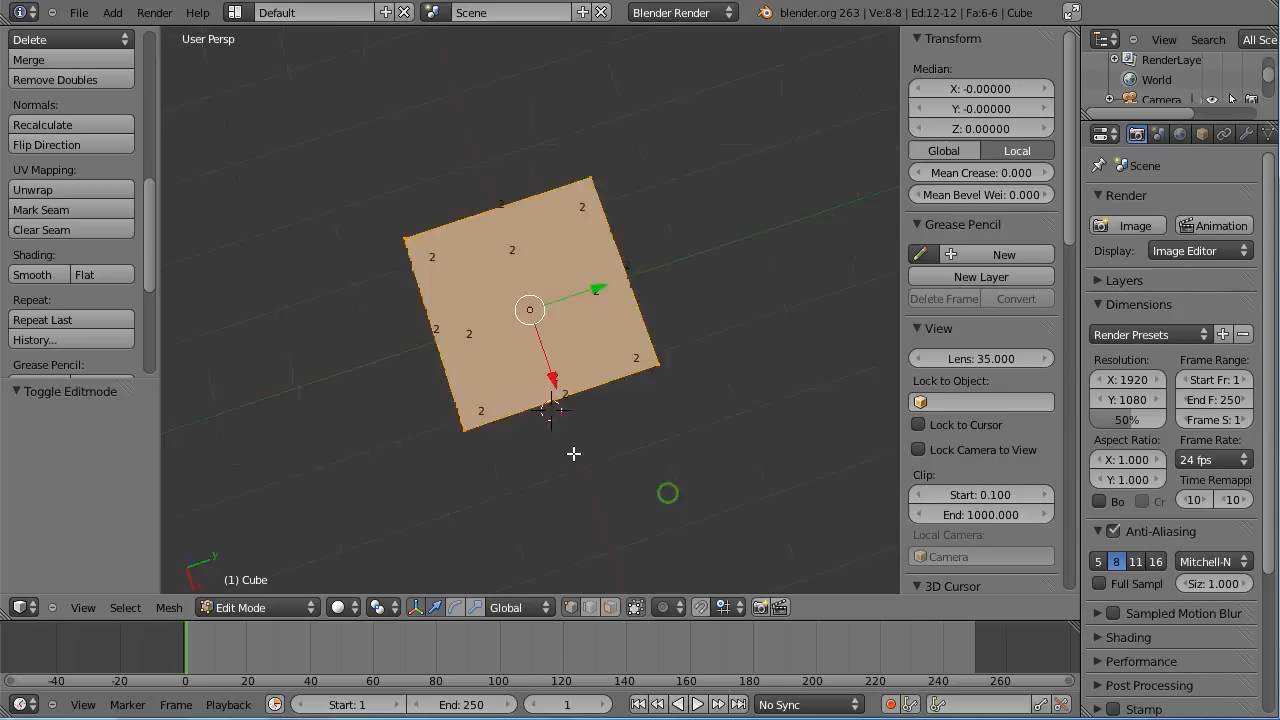 File Add Render Help Default Scene Blender Render blender.org 263 | Ve:8-8 | Ed:12-12 | Fa:6-6 | Cube
Delete
Merge
Remove Doubles
Normals:
Recalculate
Flip Direction
UV Mapping:
Unwrap
Mark Seam
Clear Seam
Shading:
Smooth Flat
Repeat:
Repeat Last
History...
Grease Pencil:
Toggle Editmode
User Persp
2
2
2
2
2
2
2
2
2
2
2
y
(1) Cube
Transform
Median:
X: -0.00000
Y: -0.00000
Z: 0.00000
Global Local
Mean Crease: 0.000
Mean Bevel Wei: 0.000
Grease Pencil
New
New Layer
Delete Frame Convert
View
Lens: 35.000
Lock to Object:
Lock to Cursor
Lock Camera to View
Clip:
Start: 0.100
End: 1000.000
Local Camera:
Camera
3D Cursor
View Search All Sce
RenderLaye
World
Camera
Scene
Render
Image Animation
Display: Image Editor
Layers
Dimensions
Render Presets
Resolution: Frame Range:
X: 1920 Start Fr: 1
Y: 1080 End F: 250
50% Frame S: 1
Aspect Ratio: Frame Rate:
X: 1.000 24 fps
Y: 1.000 Time Remappi
Bo Cr 10 10
Anti-Aliasing
5 8 11 16 Mitchell-N
Full Sampl Siz: 1.000
Sampled Motion Blur
Shading
Performance
Post Processing
Stamp
View Select Mesh Edit Mode Global
-40 -20 0 20 40 60 80 100 120 140 160 180 200 220 240 260
View Marker Frame Playback Start: 1 End: 250 1 No Sync